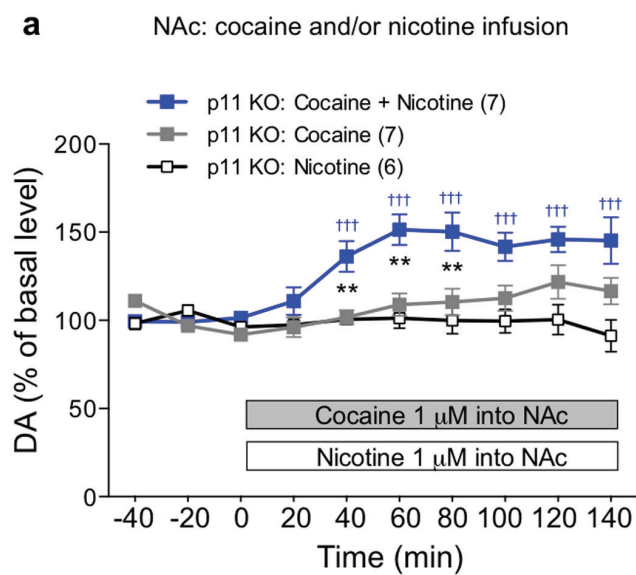 a
NAc: cocaine and/or nicotine infusion
p11 KO: Cocaine + Nicotine (7)
p11 KO: Cocaine (7)
p11 KO: Nicotine (6)
DA (% of basal level)
200
150
100
50
0
††† ††† ††† ††† ††† †††
** ** **
Cocaine 1 μM into NAc
Nicotine 1 μM into NAc
-40 -20 0 20 40 60 80 100 120 140
Time (min)